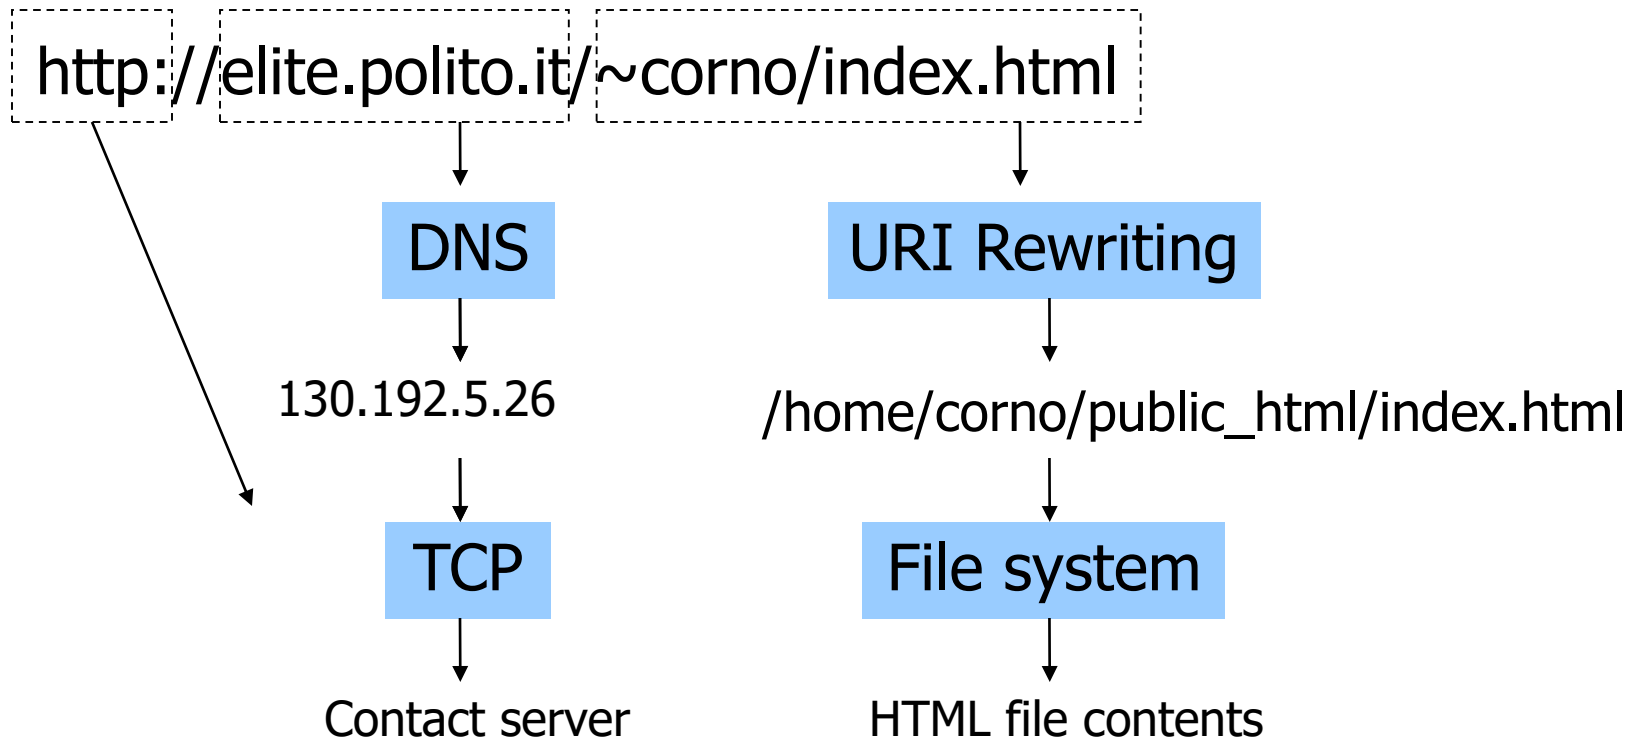 http://elite.polito.it/~corno/index.html
DNS
URI Rewriting
130.192.5.26
/home/corno/public_html/index.html
TCP
File system
Contact server
HTML file contents